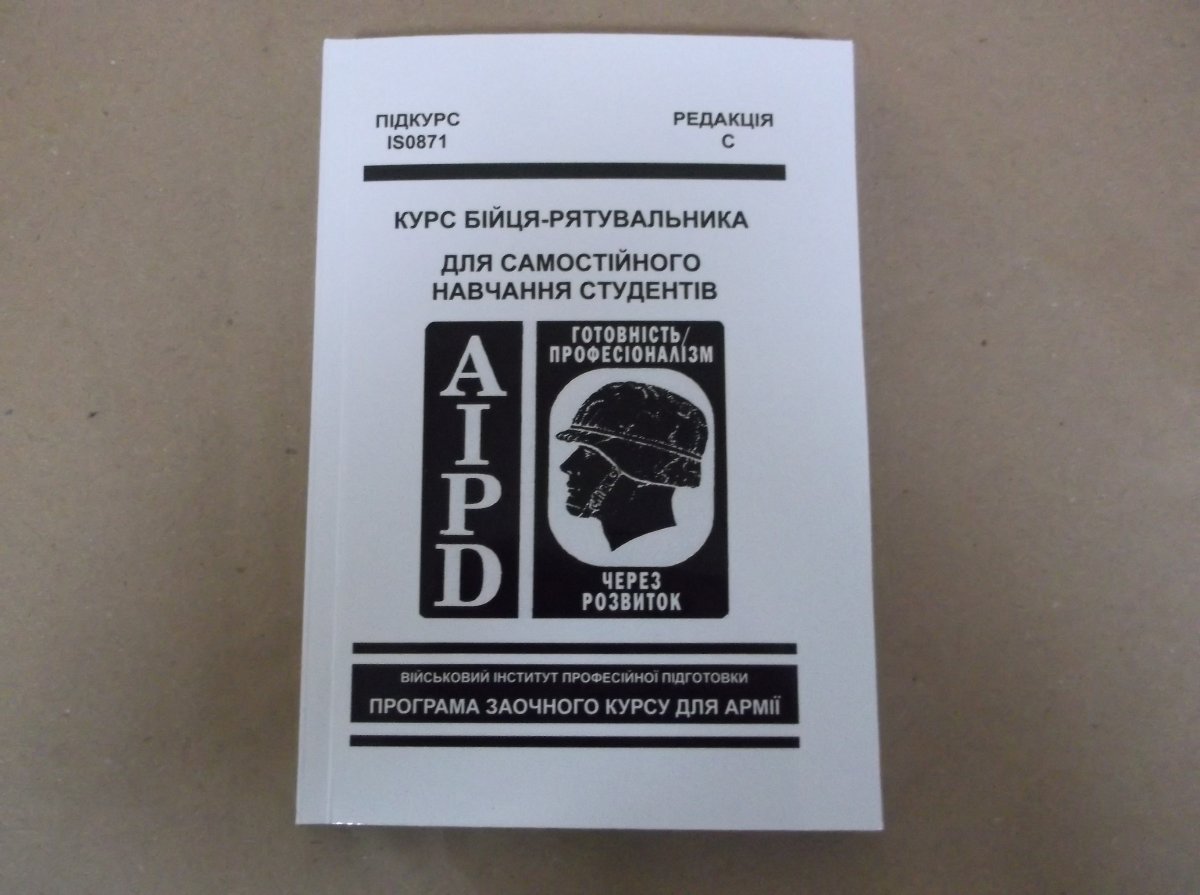 ПІДКУРС
IS0871
РЕДАКЦІЯ
С
КУРС БІЙЦЯ-РЯТУВАЛЬНИКА
ДЛЯ САМОСТІЙНОГО
НАВЧАННЯ СТУДЕНТІВ
AIPD
ГОТОВНІСТЬ/
ПРОФЕСІОНАЛІЗМ
ЧЕРЕЗ
РОЗВИТОК
ВІЙСЬКОВИЙ ІНСТИТУТ ПРОФЕСІЙНОЇ ПІДГОТОВКИ
ПРОГРАМА ЗАОЧНОГО КУРСУ ДЛЯ АРМІЇ